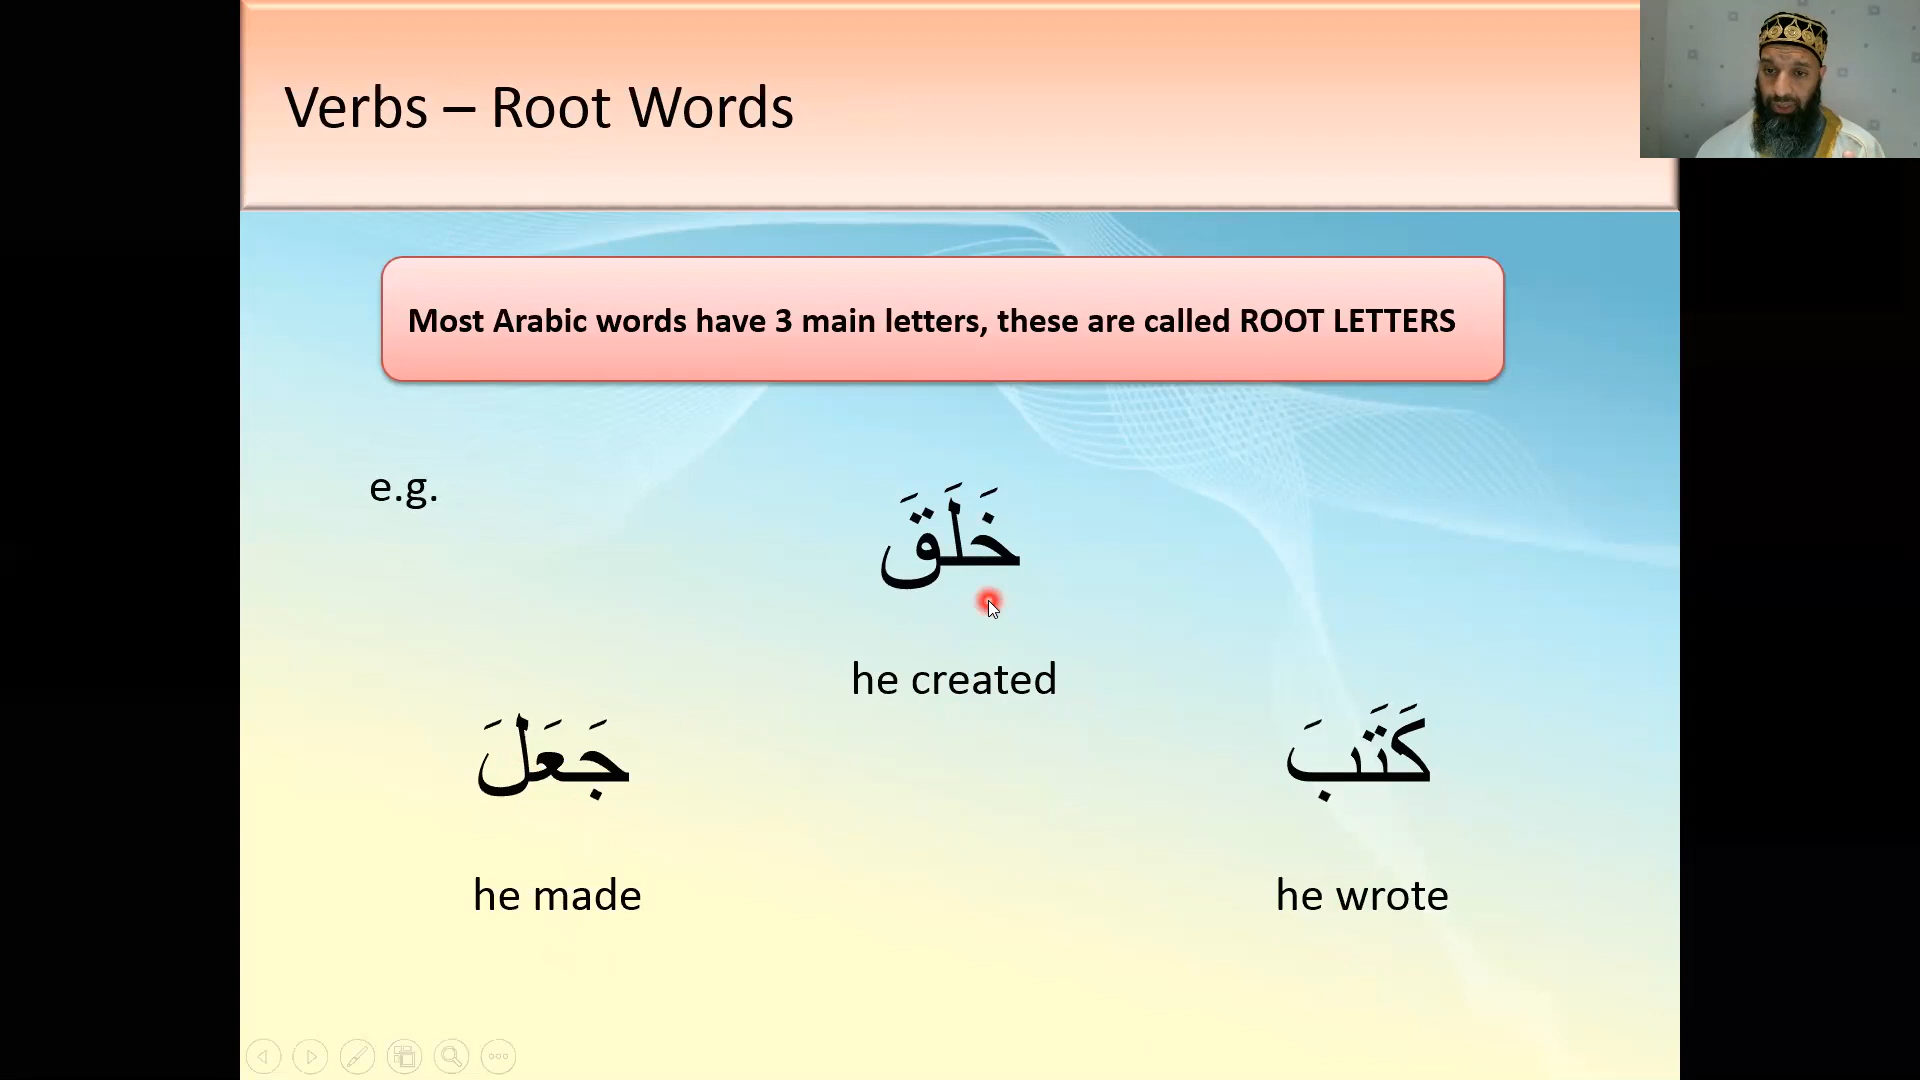 Verbs – Root Words
Most Arabic words have 3 main letters, these are called ROOT LETTERS
e.g.
خَلَقَ
he created
جَعَلَ
كَتَبَ
he made
he wrote